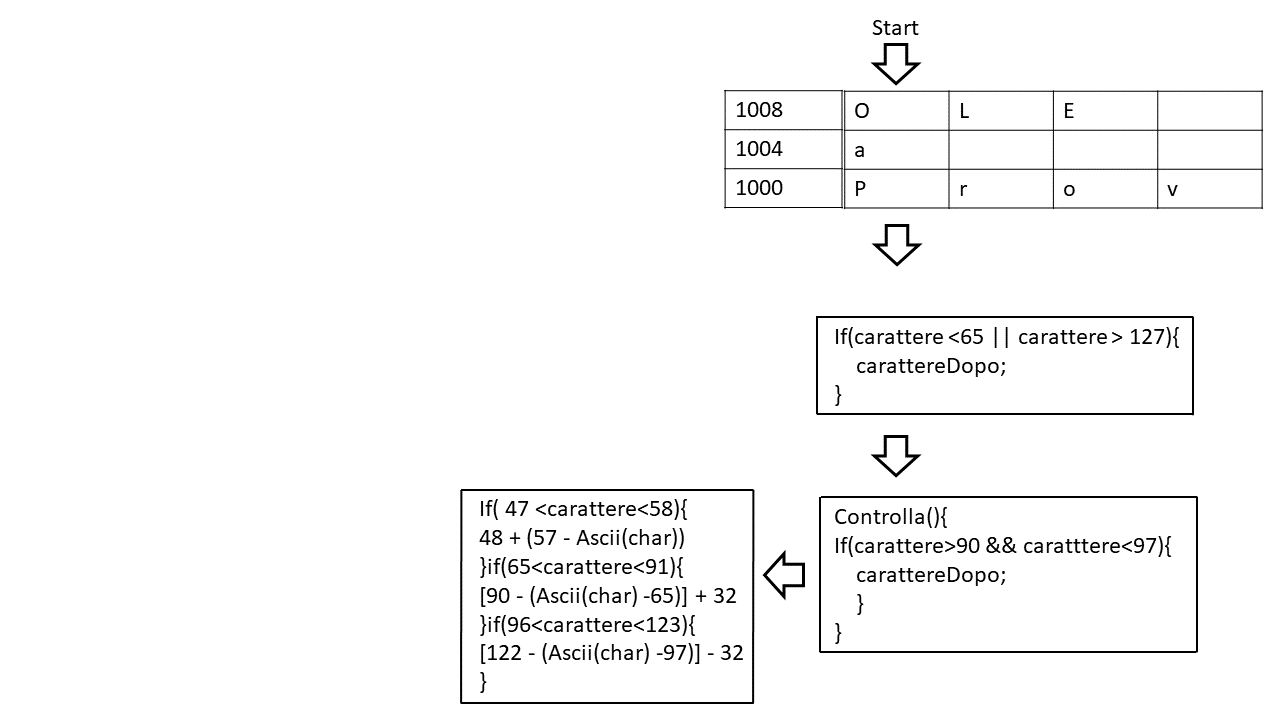 Start
1008 O L E
1004 a
1000 P r o v
If(carattere <65 || carattere > 127){
carattereDopo;
}
If( 47 <carattere<58){
48 + (57 - Ascii(char))
}if(65<carattere<91){
[90 - (Ascii(char) -65)] + 32
}if(96<carattere<123){
[122 - (Ascii(char) -97)] - 32
}
Controlla(){
If(carattere>90 && caratttere<97){
carattereDopo;
}
}